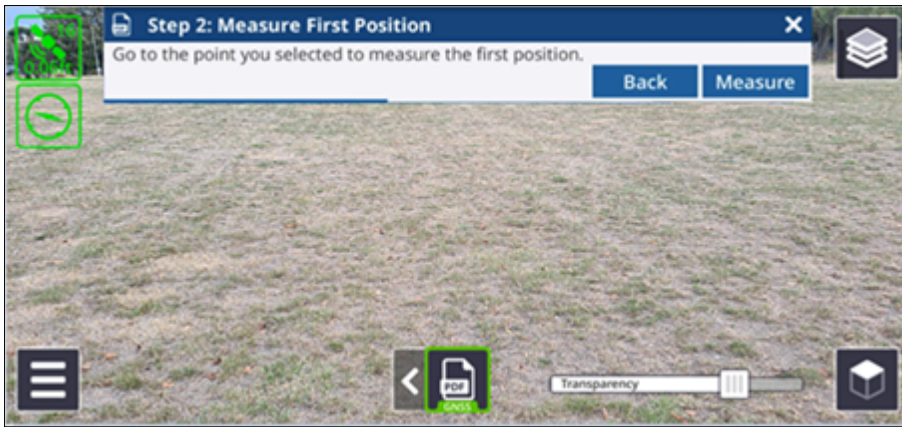 Step 2: Measure First Position
16
Go to the point you selected to measure the first position.
Back
Measure
PDF
GNSS
Transparency